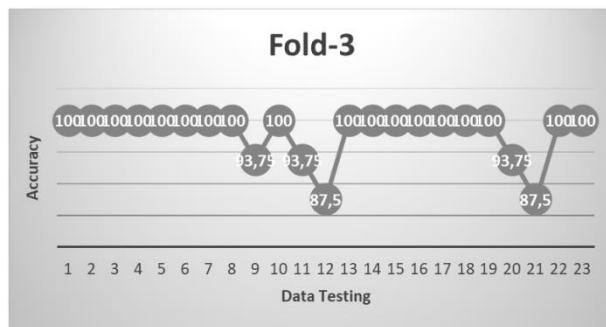 Fold-3
100 100 100 100 100 100 100 100 93,75 100 93,75 87,5 100 100 100 100 100 100 100 93,75 87,5 100 100
Accuracy
1 2 3 4 5 6 7 8 9 10 11 12 13 14 15 16 17 18 19 20 21 22 23
Data Testing